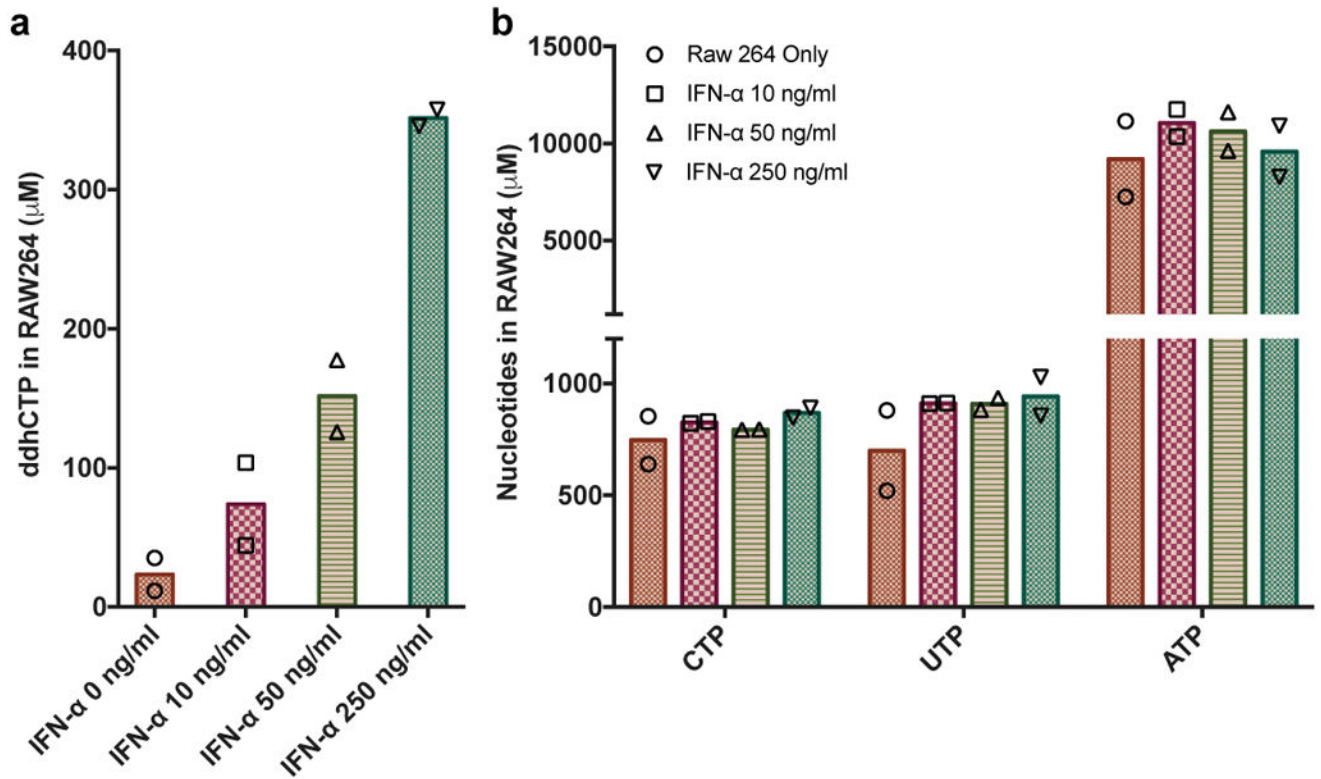 a
ddhCTP in RAW264 (μM)
400
300
200
100
0
IFN-α 0 ng/ml
IFN-α 10 ng/ml
IFN-α 50 ng/ml
IFN-α 250 ng/ml
b
Nucleotides in RAW264 (μM)
15000
10000
5000
1000
500
0
Raw 264 Only
IFN-α 10 ng/ml
IFN-α 50 ng/ml
IFN-α 250 ng/ml
CTP
UTP
ATP